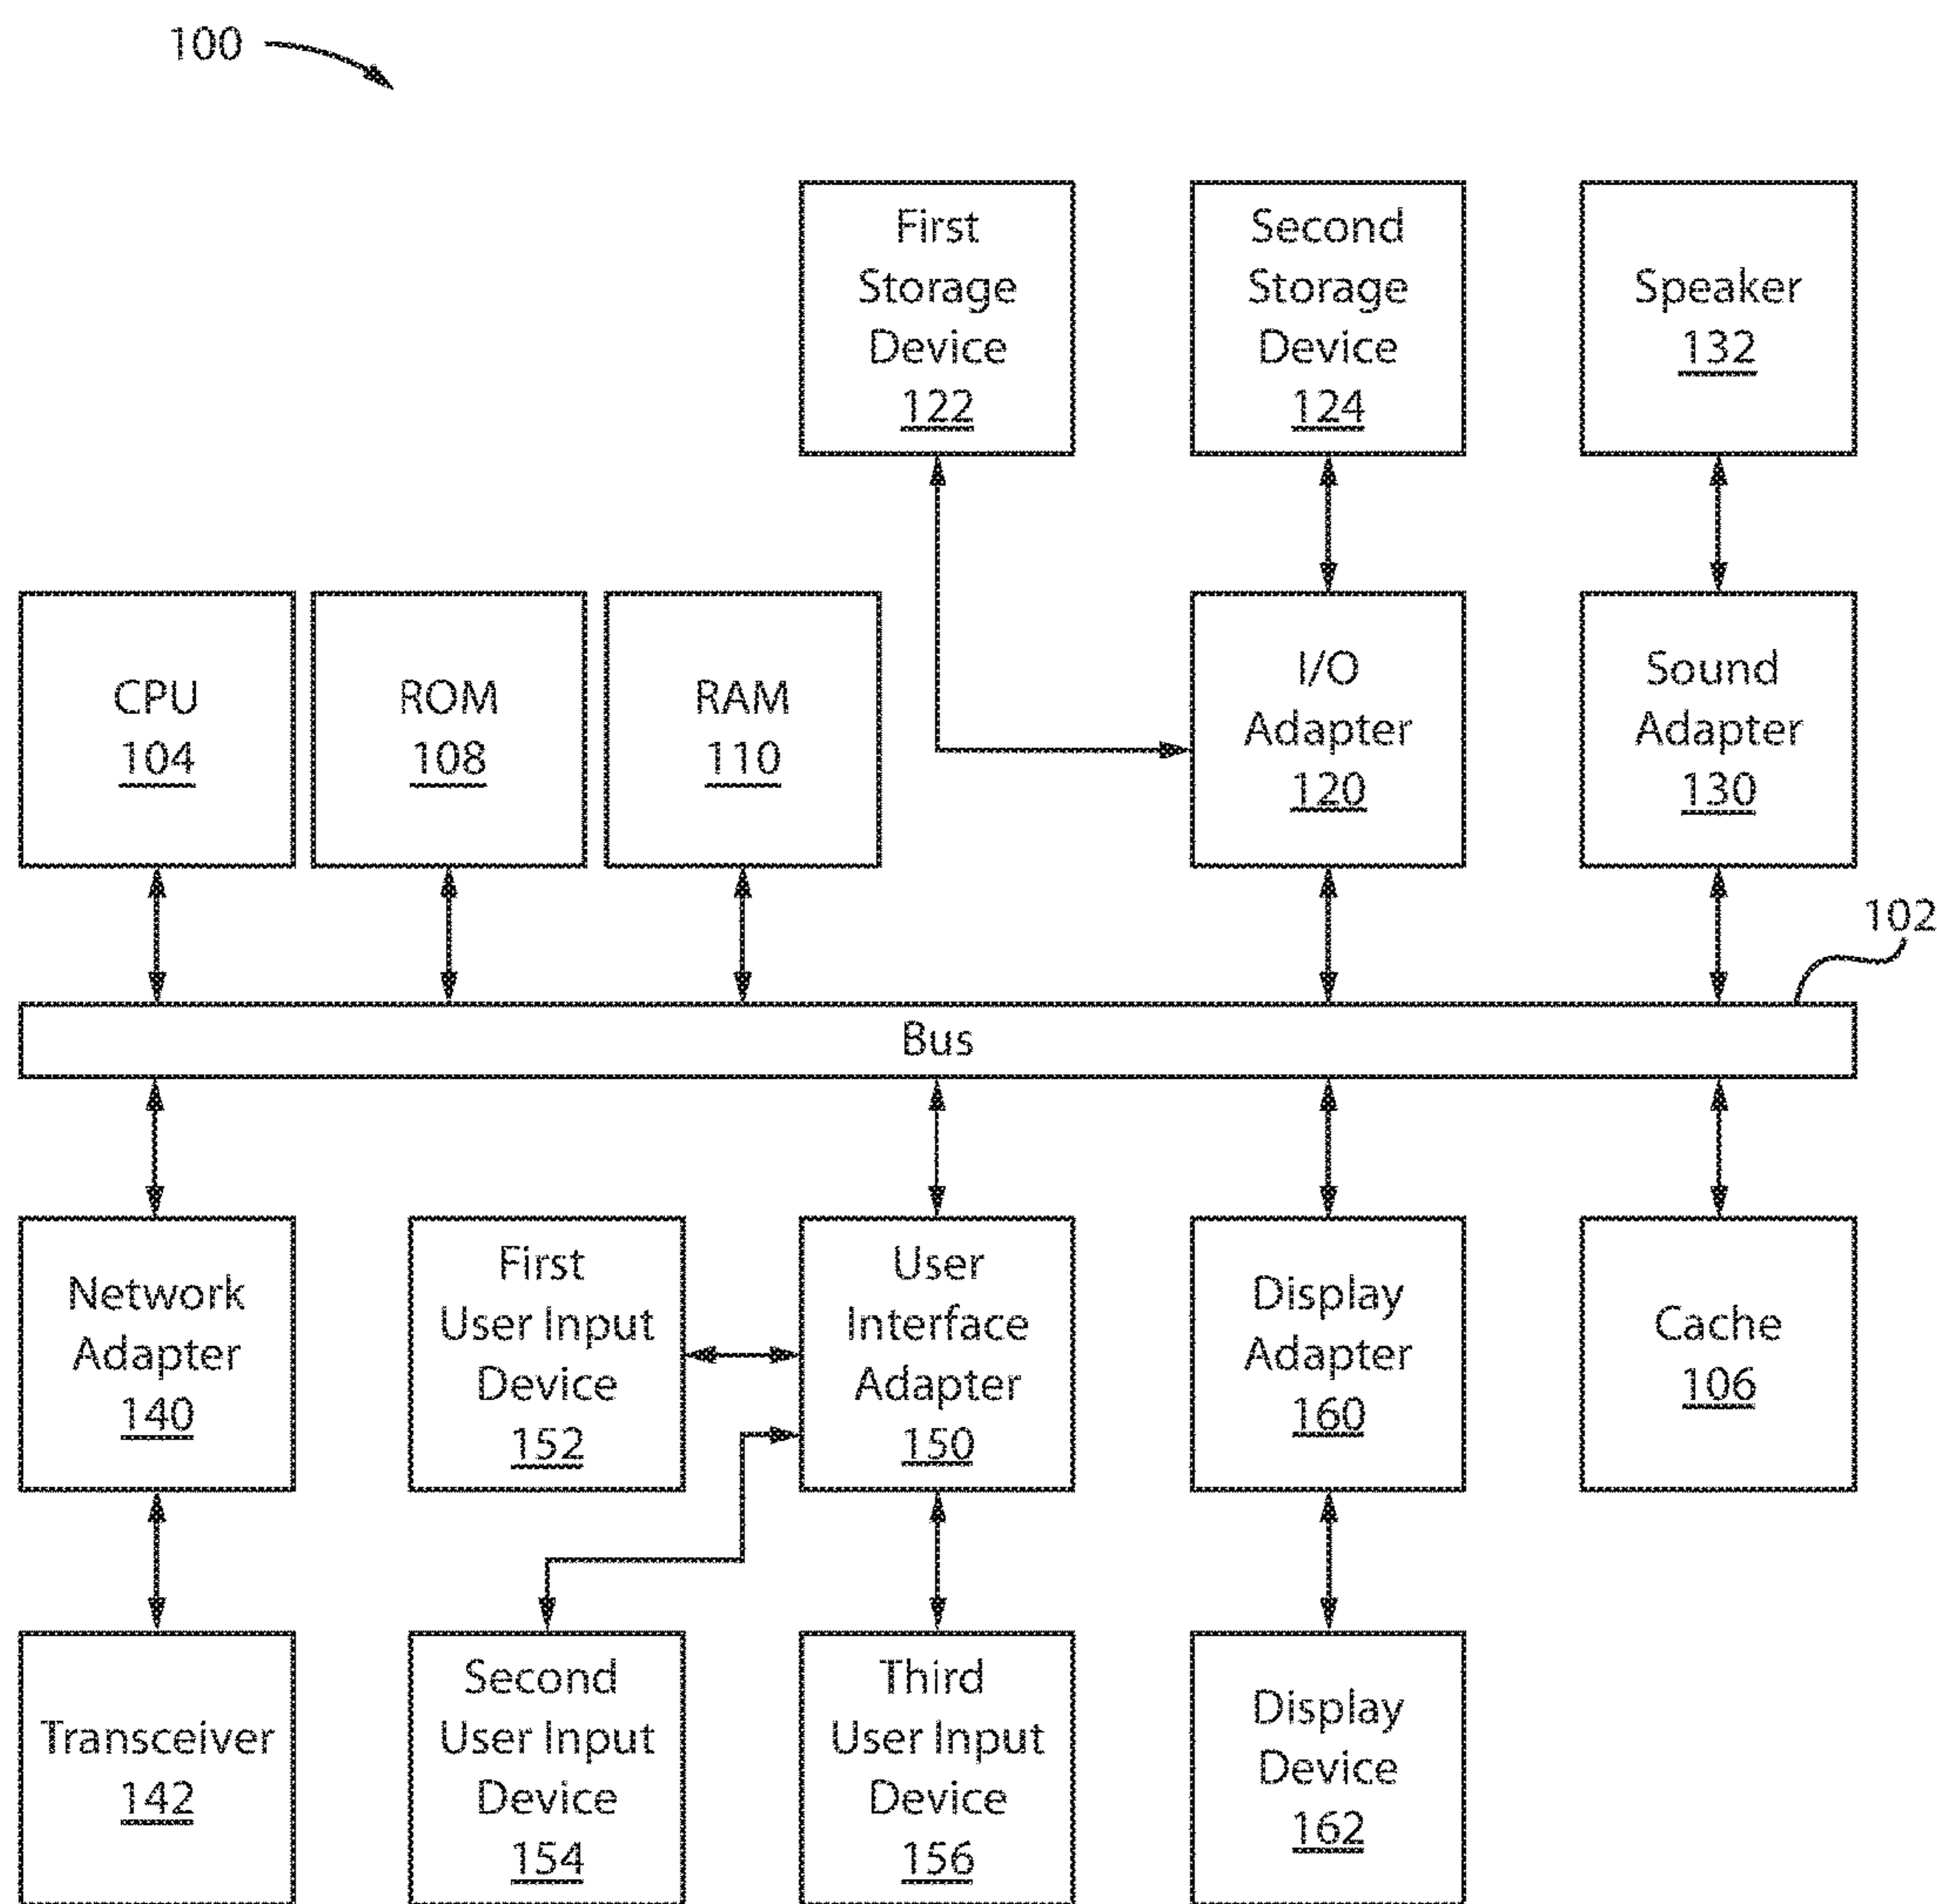 100
First
Storage
Device
122
Second
Storage
Device
124
Speaker
132
CPU
104
ROM
108
RAM
110
I/O
Adapter
120
Sound
Adapter
130
102
Bus
Network
Adapter
140
First
User Input
Device
152
User
Interface
Adapter
150
Display
Adapter
160
Cache
106
Transceiver
142
Second
User Input
Device
154
Third
User Input
Device
156
Display
Device
162